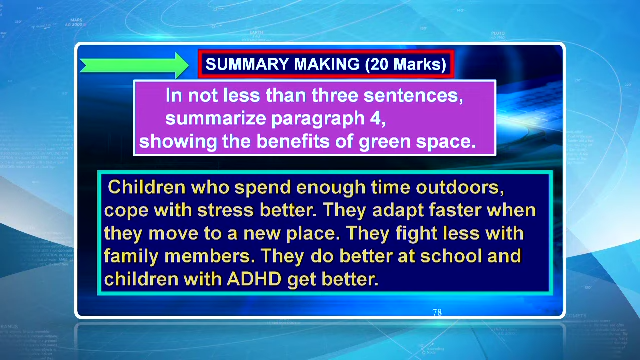 SUMMARY MAKING (20 Marks)
In not less than three sentences,
summarize paragraph 4,
showing the benefits of green space.
Children who spend enough time outdoors,
cope with stress better. They adapt faster when
they move to a new place. They fight less with
family members. They do better at school and
children with ADHD get better.
78